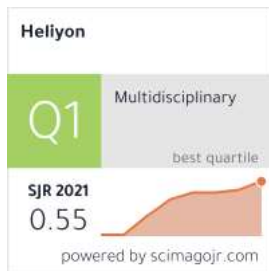 Heliyon
Q1
Multidisciplinary
best quartile
SJR 2021
0.55
powered by scimagojr.com